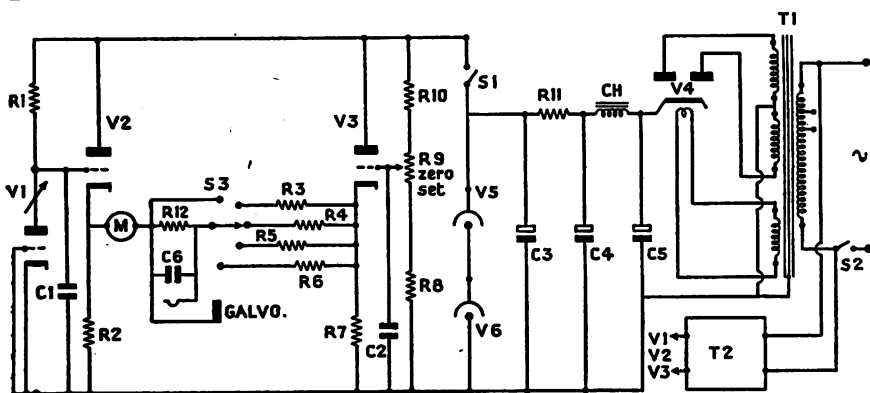 T1
R1
V2
V3
R10
S1
R11
CH
V4
R9
zero
set
V1
S3
R3
V5
R12
R4
M
R5
C6
R6
C3
C4
C5
S2
C1
R2
GALVO.
R7
C2
R8
V6
V1
V2
V3
T2